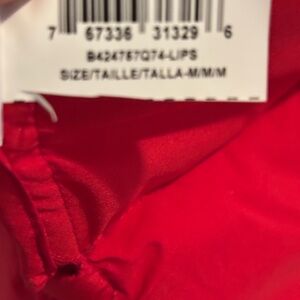 7 67336 31329 6
B424767Q74-LIPS
SIZE/TAILLE/TALLA-M/M/M